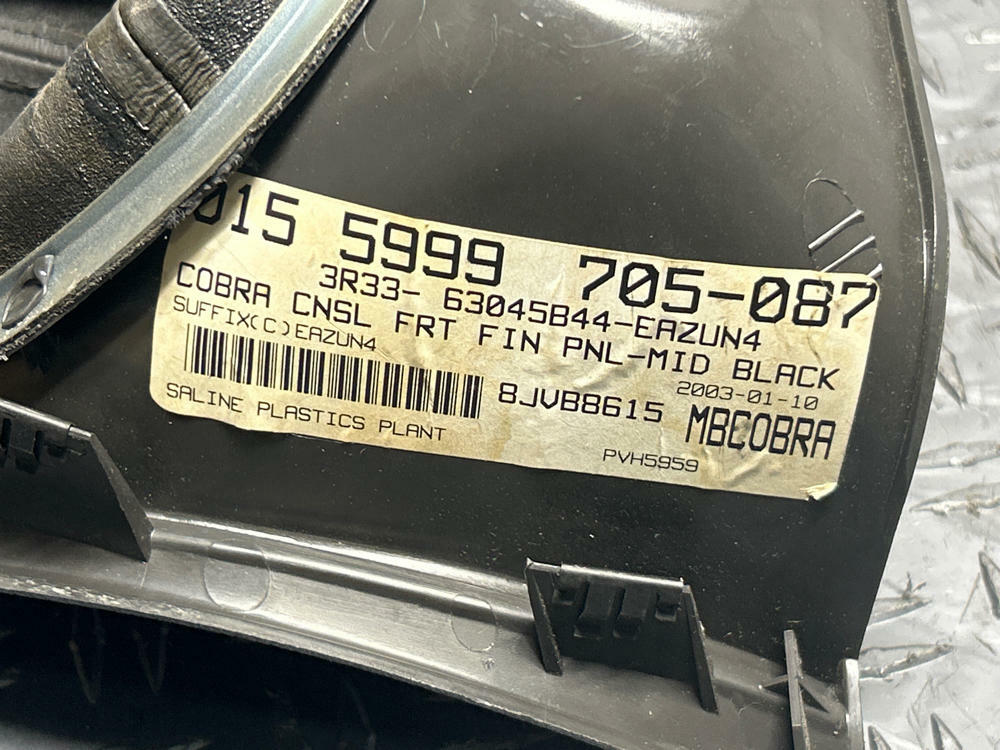 015 5999 705-087
3R33- 63045B44-EAZUN4
COBRA CNSL FRT FIN PNL-MID BLACK
SUFFIX(C)EAZUN4
2003-01-10
8JVB8615 MBCOBRA
SALINE PLASTICS PLANT
PVH5959